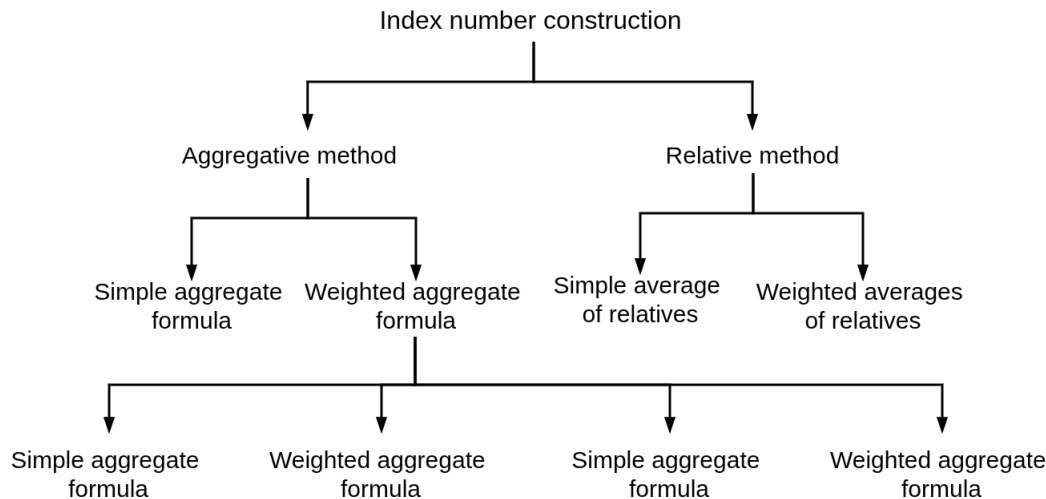 Index number construction
Aggregative method
Relative method
Simple aggregate
formula
Weighted aggregate
formula
Simple average
of relatives
Weighted averages
of relatives
Simple aggregate
formula
Weighted aggregate
formula
Simple aggregate
formula
Weighted aggregate
formula